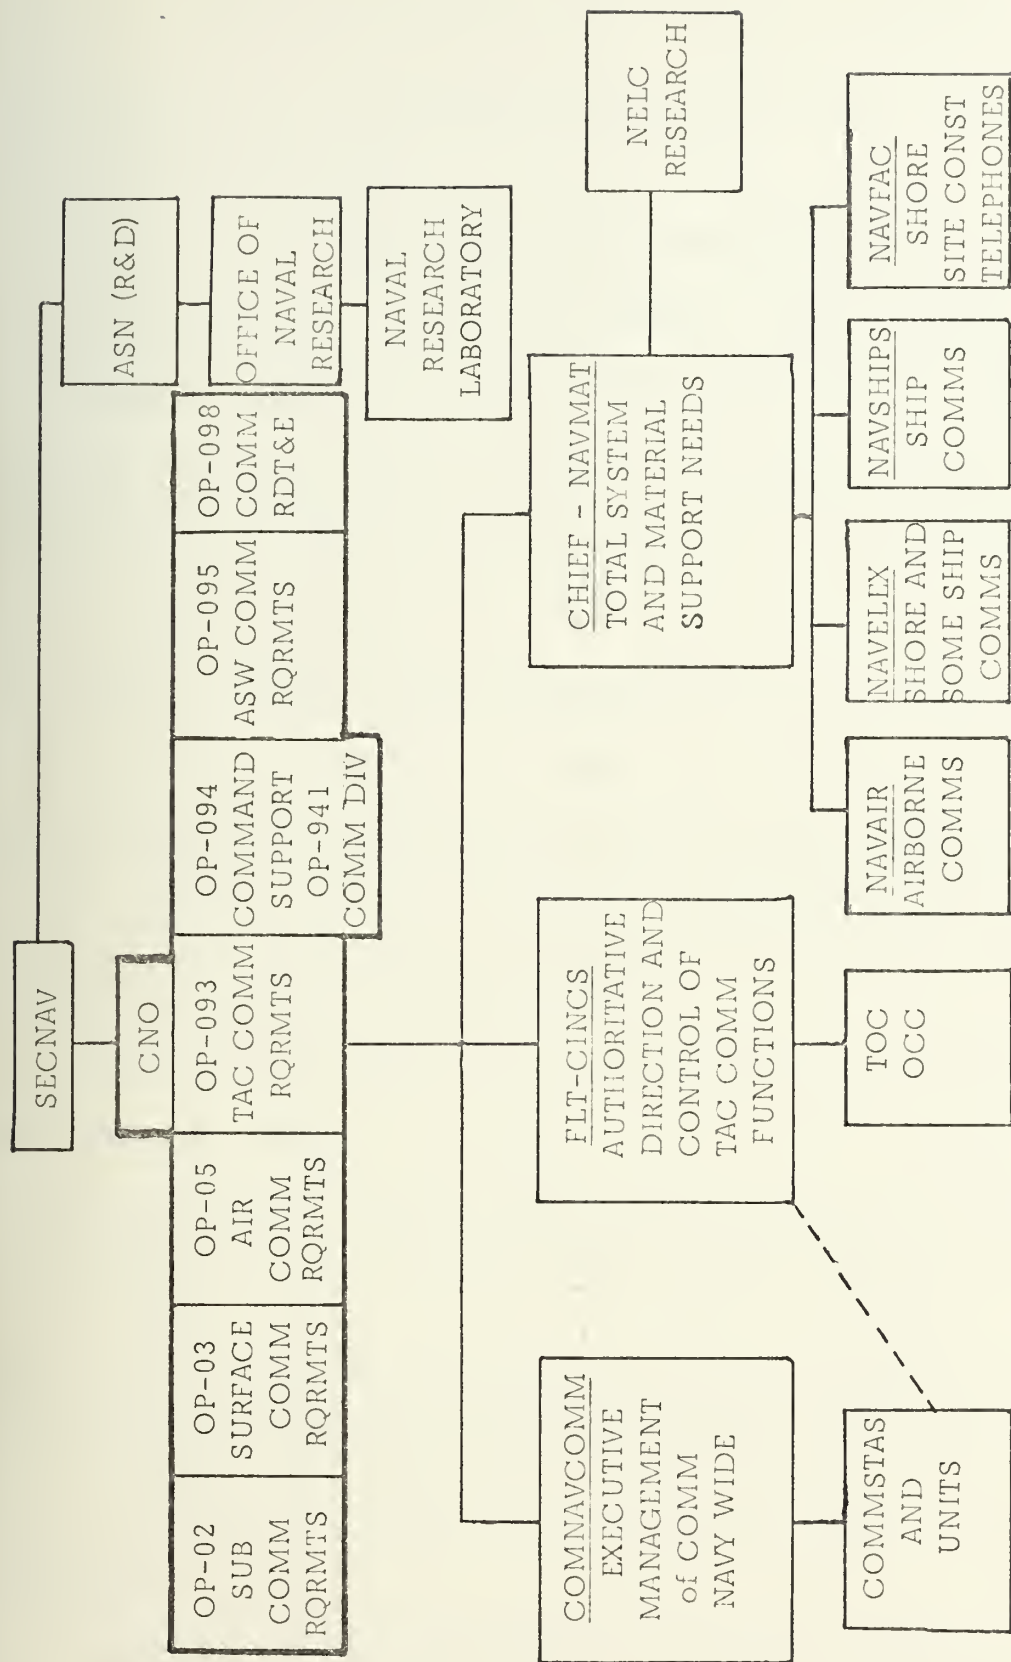 SECNAV
CNO
ASN (R&D)
OFFICE OF
NAVAL
RESEARCH
NAVAL
RESEARCH
LABORATORY
OP-02
SUB
COMM
RQRMTS
OP-03
SURFACE
COMM
RQRMTS
OP-05
AIR
COMM
RQRMTS
OP-093
TAC COMM
RQRMTS
OP-094
COMMAND
SUPPORT
OP-941
COMM DIV
OP-095
ASW COMM
RQRMTS
OP-098
COMM
RDT&E
COMNAVCOMM
EXECUTIVE
MANAGEMENT
of COMM
NAVY WIDE
FLT-CINCS
AUTHORITATIVE
DIRECTION AND
CONTROL OF
TAC COMM
FUNCTIONS
CHIEF - NAVMAT
TOTAL SYSTEM
AND MATERIAL
SUPPORT NEEDS
NELC
RESEARCH
COMMSTAS
AND
UNITS
TOC
OCC
NAVAIR
AIRBORNE
COMMS
NAVELEX
SHORE AND
SOME SHIP
COMMS
NAVSHIPS
SHIP
COMMS
NAVFAC
SHORE
SITE CONST
TELEPHONES